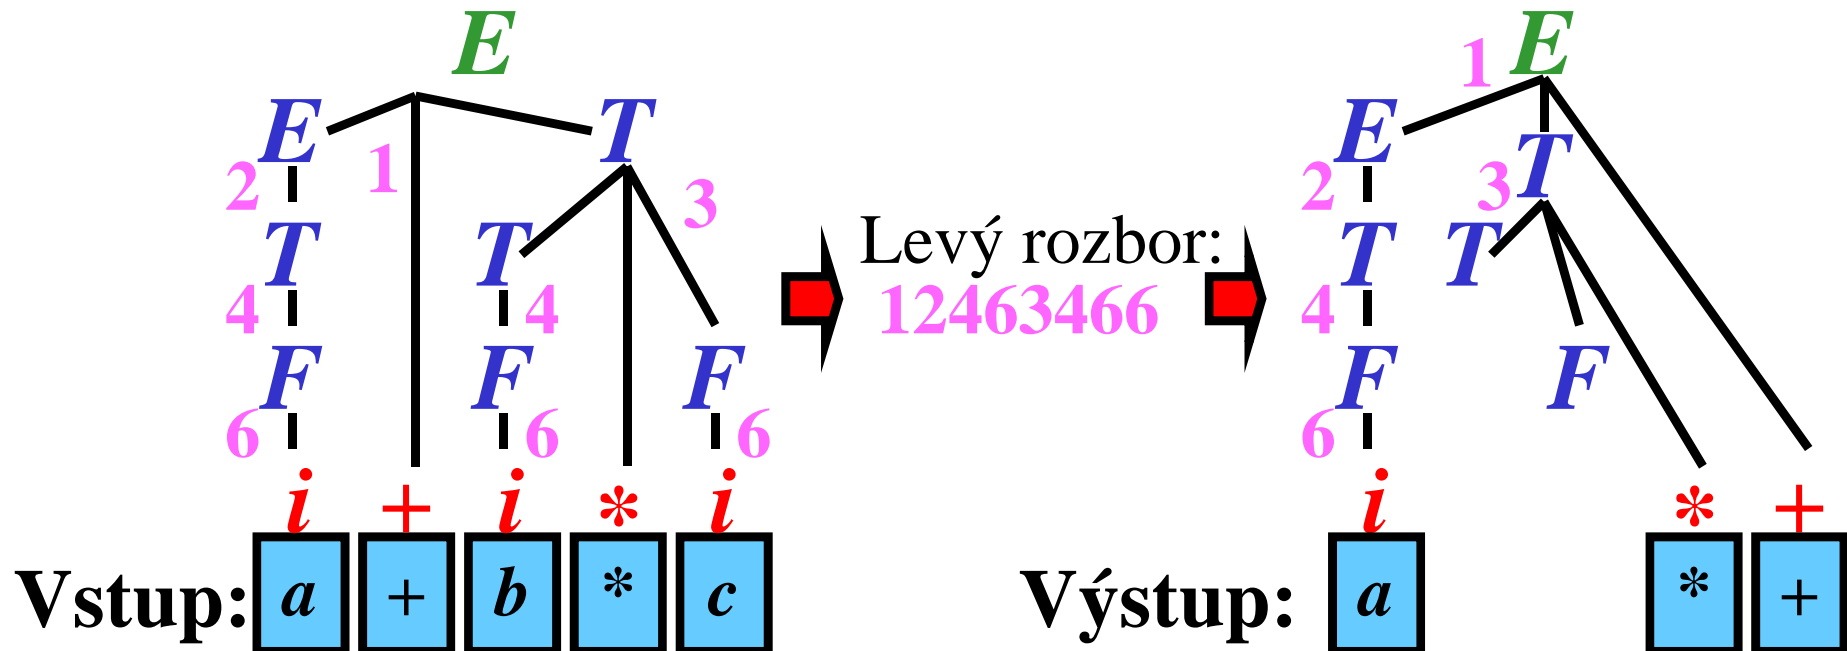 E 1 E
E T E
2 1 3 2 3 T
T T Levý rozbor: T T
4 4 12463466 4
F F F F F
6 6 6 6
i + i * i i * +
Vstup: a + b * c Výstup: a * +